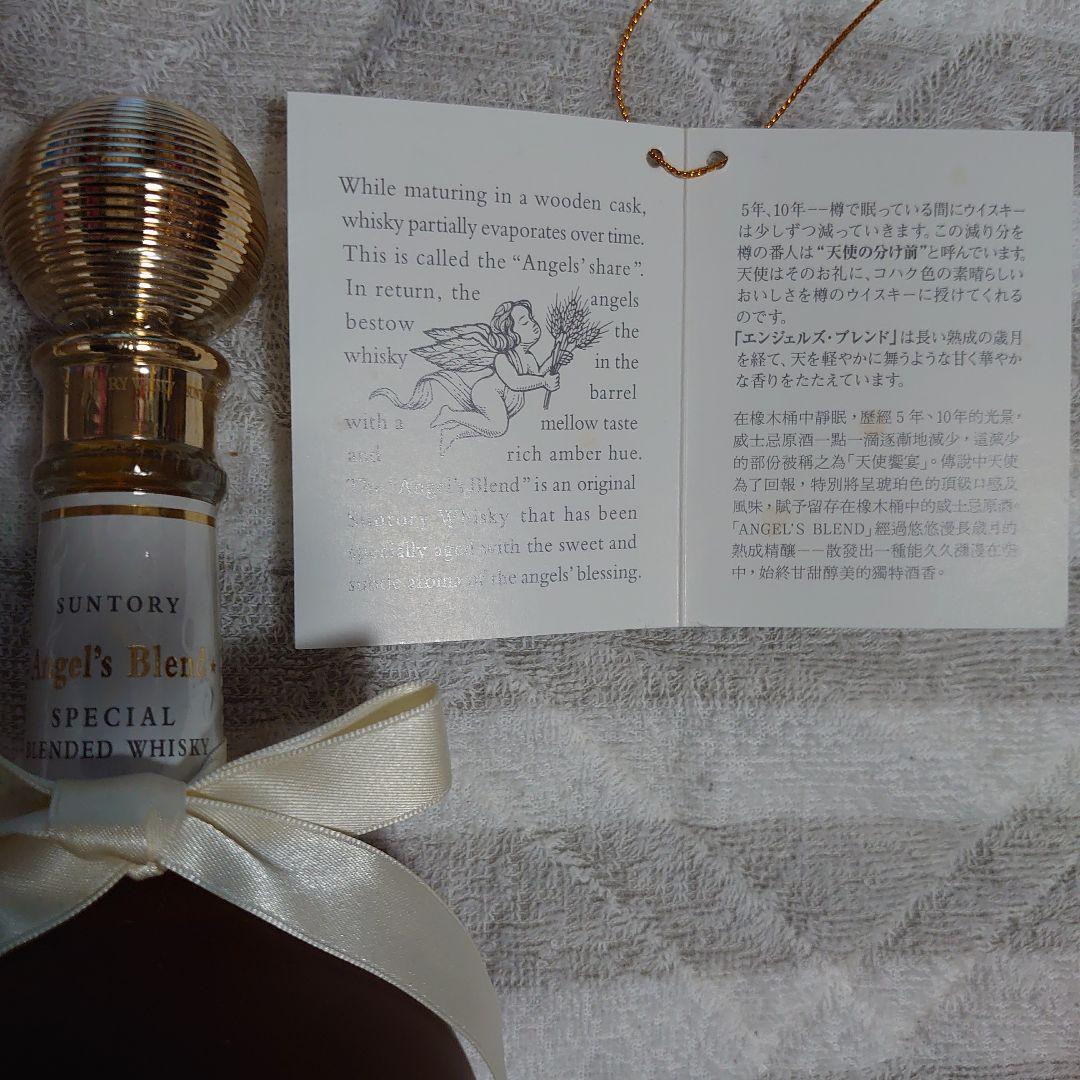 While maturing in a wooden cask,
whisky partially evaporates over time.
This is called the “Angels’ share”.
In return, the angels
bestow the
whisky in the
barrel
with a mellow taste
and rich amber hue.
The “Angel’s Blend” is an original
Suntory Whisky that has been
specially aged with the sweet and
subtle aroma of the angels’ blessing.
5年、10年——樽で眠っている間にウイスキー
は少しずつ減っていきます。この減り分を
樽の番人は“天使の分け前”と呼んでいます。
天使はそのお礼に、コハク色の素晴らしい
おいしさを樽のウイスキーに授けてくれる
のです。
「エンジェルズ・ブレンド」は長い熟成の歳月
を経て、天を軽やかに舞うような甘く華やか
な香りをたたえています。
在橡木桶中靜眠，歷經5年、10年的光景，
威士忌原酒一點一滴逐漸地減少，這減少
的部份被稱之為「天使饗宴」。傳說中天使
為了回報，特別將呈琥珀色的頂級口感及
風味，賦予留存在橡木桶中的威士忌原酒。
「ANGEL’S BLEND」經過悠悠漫長歲月的
熟成精釀——散發出一種能久久瀰漫在空
中，始終甘甜醇美的獨特酒香。
SUNTORY
Angel’s Blend
SPECIAL
BLENDED WHISKY